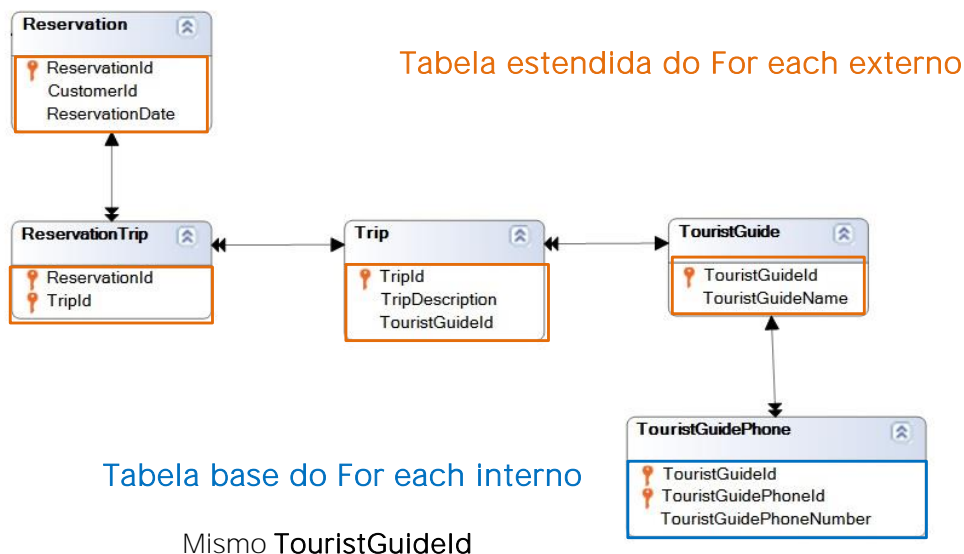 Reservation
ReservationId
CustomerId
ReservationDate
Tabela estendida do For each externo
ReservationTrip
ReservationId
TripId
Trip
TripId
TripDescription
TouristGuideId
TouristGuide
TouristGuideId
TouristGuideName
TouristGuidePhone
TouristGuideId
TouristGuidePhoneId
TouristGuidePhoneNumber
Tabela base do For each interno
Mismo TouristGuideId